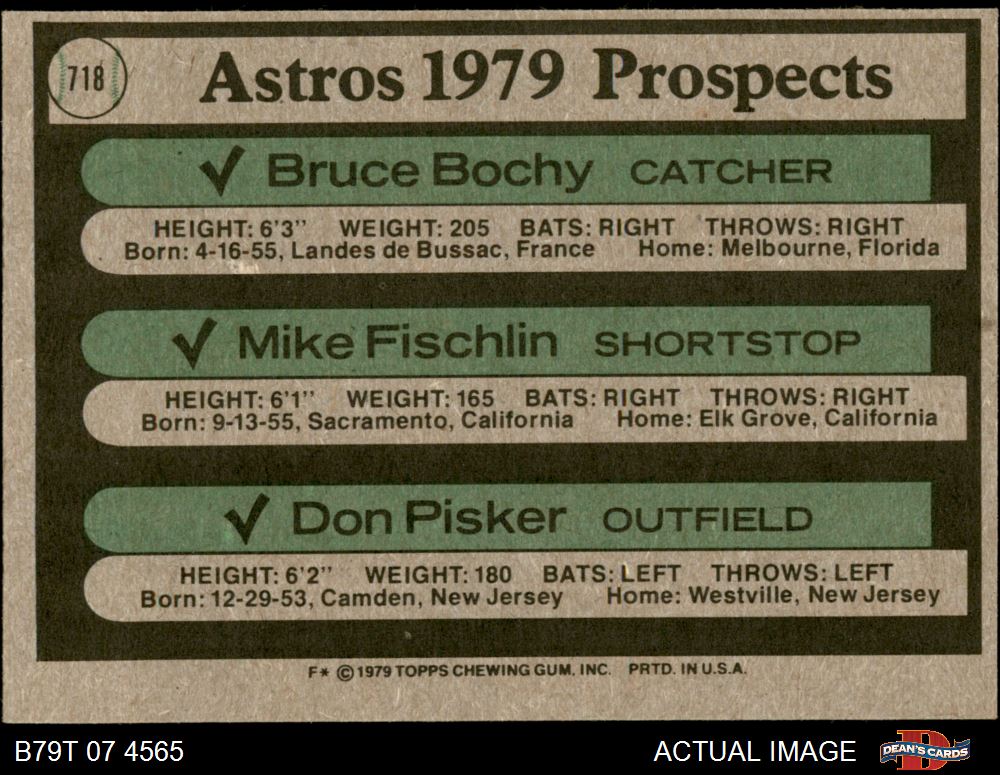 718
Astros 1979 Prospects
✓ Bruce Bochy CATCHER
HEIGHT: 6'3" WEIGHT: 205 BATS: RIGHT THROWS: RIGHT
Born: 4-16-55, Landes de Bussac, France Home: Melbourne, Florida
✓ Mike Fischlin SHORTSTOP
HEIGHT: 6'1" WEIGHT: 165 BATS: RIGHT THROWS: RIGHT
Born: 9-13-55, Sacramento, California Home: Elk Grove, California
✓ Don Pisker OUTFIELD
HEIGHT: 6'2" WEIGHT: 180 BATS: LEFT THROWS: LEFT
Born: 12-29-53, Camden, New Jersey Home: Westville, New Jersey
F* © 1979 TOPPS CHEWING GUM, INC. PRTD. IN U.S.A.
B79T 07 4565 ACTUAL IMAGE D DEAN'S CARDS